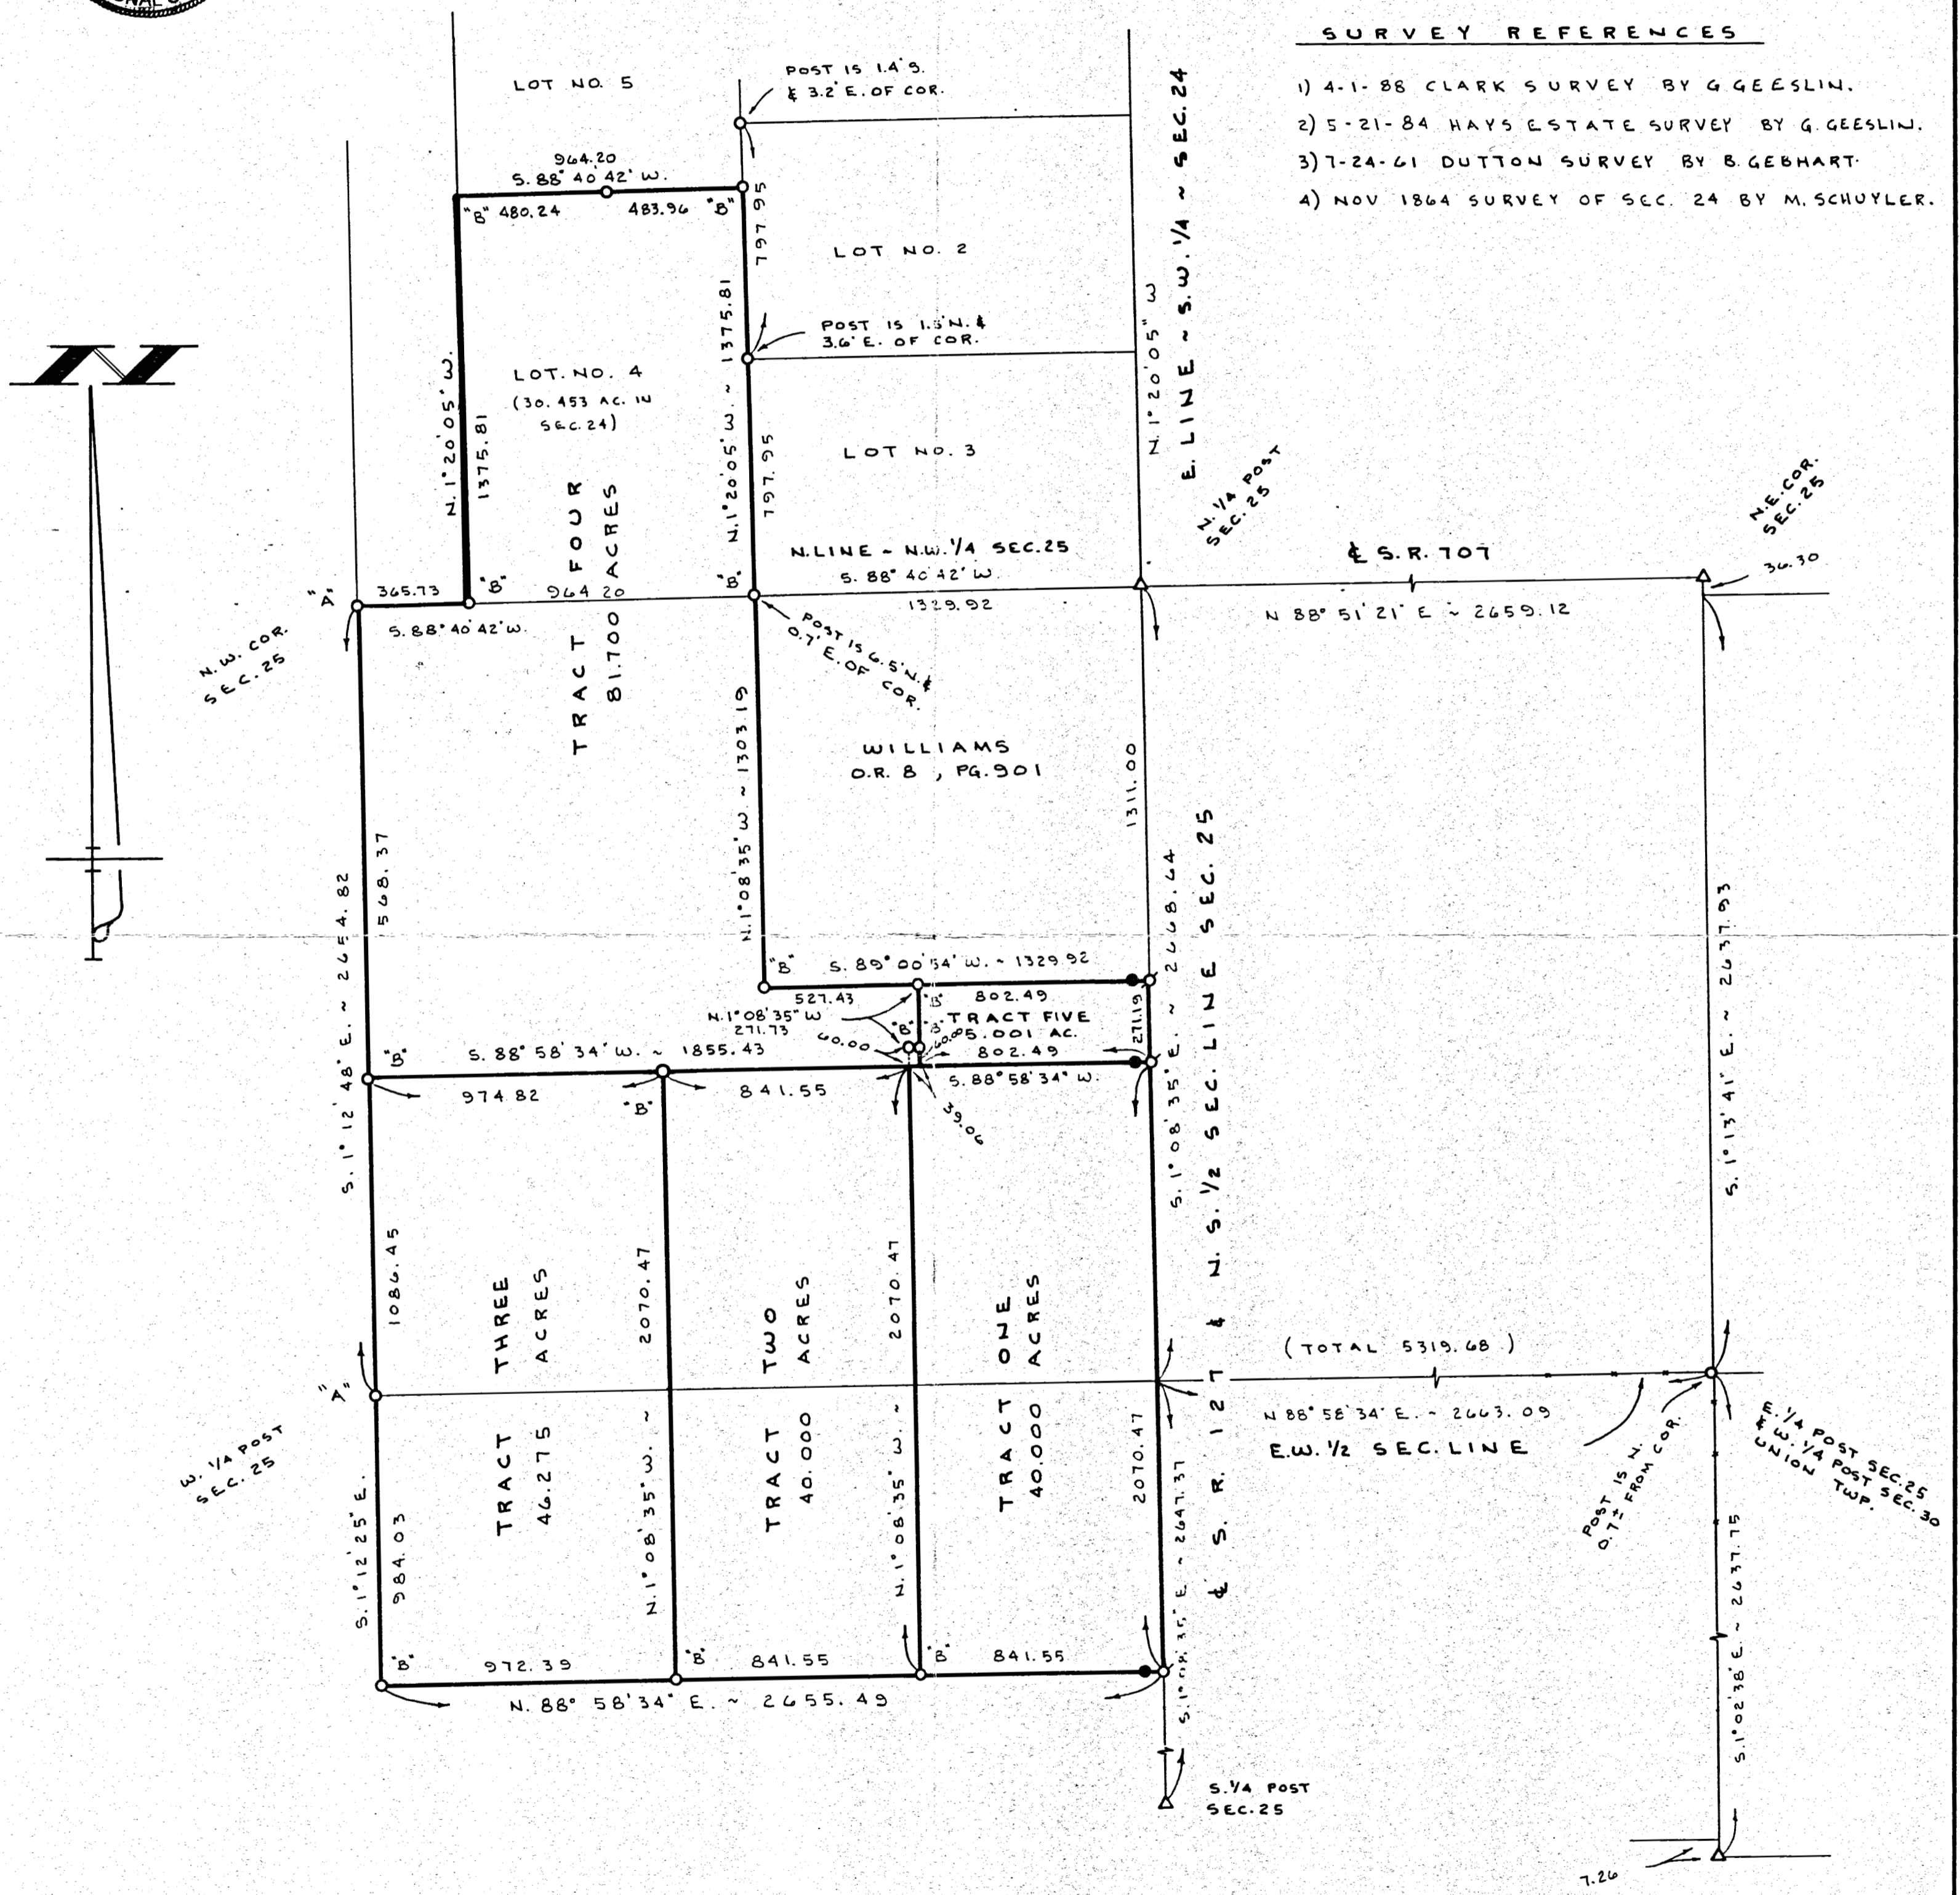 SURVEY REFERENCES
1) 4-1-88 CLARK SURVEY BY G GEESLIN.
2) 5-21-84 HAYS ESTATE SURVEY BY G. GEESLIN.
3) 7-24-61 DUTTON SURVEY BY B. GEBHART.
4) NOV 1864 SURVEY OF SEC. 24 BY M. SCHUYLER.
LOT NO. 5
POST IS 1.4' S.
& 3.2' E. OF COR.
964.20
S. 88° 40' 42" W.
"B" 480.24
483.96 "B"
797.95
LOT NO. 2
E. LINE ~ S.W. 1/4 ~ SEC. 24
N. 1° 20' 05" W
N
N. 1° 20' 05" W.
1375.81
LOT. NO. 4
(30.453 AC. IN
SEC. 24)
N. 1° 20' 05" W. ~ 1375.81
POST IS 1.5' N. &
3.6' E. OF COR.
797.95
LOT NO. 3
N. 1/4 POST
SEC. 25
N.E. COR.
SEC. 25
36.30
TRACT FOUR
81.700 ACRES
N. LINE ~ N.W. 1/4 SEC. 25
S. 88° 40' 42" W.
1329.92
℄ S.R. 707
N 88° 51' 21" E ~ 2659.12
"A"
365.73
"B"
964.20
"B"
S. 88° 40' 42" W.
N.W. COR.
SEC. 25
POST IS 6.5' N. &
0.7' E. OF COR.
N. 1° 08' 35" W ~ 1303.19
WILLIAMS
O.R. 8 , PG. 901
1311.00
S. 1° 12' 48" E. ~ 2654.82
568.37
S. 1° 08' 35" E. ~ 2668.64
℄ S. R. 127 & N. S. 1/2 SEC. LINE SEC. 25
S. 1° 13' 41" E. ~ 2637.93
"B"
S. 89° 00' 54" W. ~ 1329.92
527.43
"B"
802.49
N. 1° 08' 35" W
271.73
"B"
"B"
TRACT FIVE
5.001 AC.
60.00
60.00
271.19
802.49
"B"
S. 88° 58' 34" W. ~ 1855.43
S. 88° 58' 34" W.
974.82
"B"
841.55
39.06
1086.45
TRACT THREE
46.275 ACRES
2070.47
N. 1° 08' 35" W. ~
TRACT TWO
40.000 ACRES
2070.47
N. 1° 08' 35" W. ~
TRACT ONE
40.000 ACRES
2070.47
(TOTAL 5319.68)
N 88° 58' 34" E. ~ 2663.09
E.W. 1/2 SEC. LINE
"A"
W. 1/4 POST
SEC. 25
POST IS N.
0.7± FROM COR.
E. 1/4 POST SEC. 25
& W. 1/4 POST SEC. 30
UNION TWP.
S. 1° 12' 25" E.
984.03
S. 1° 08' 35" E. ~ 2647.37
S. 1° 02' 38" E. ~ 2637.75
"B"
972.39
"B"
841.55
"B"
841.55
N. 88° 58' 34" E. ~ 2655.49
S. 1/4 POST
SEC. 25
7.26